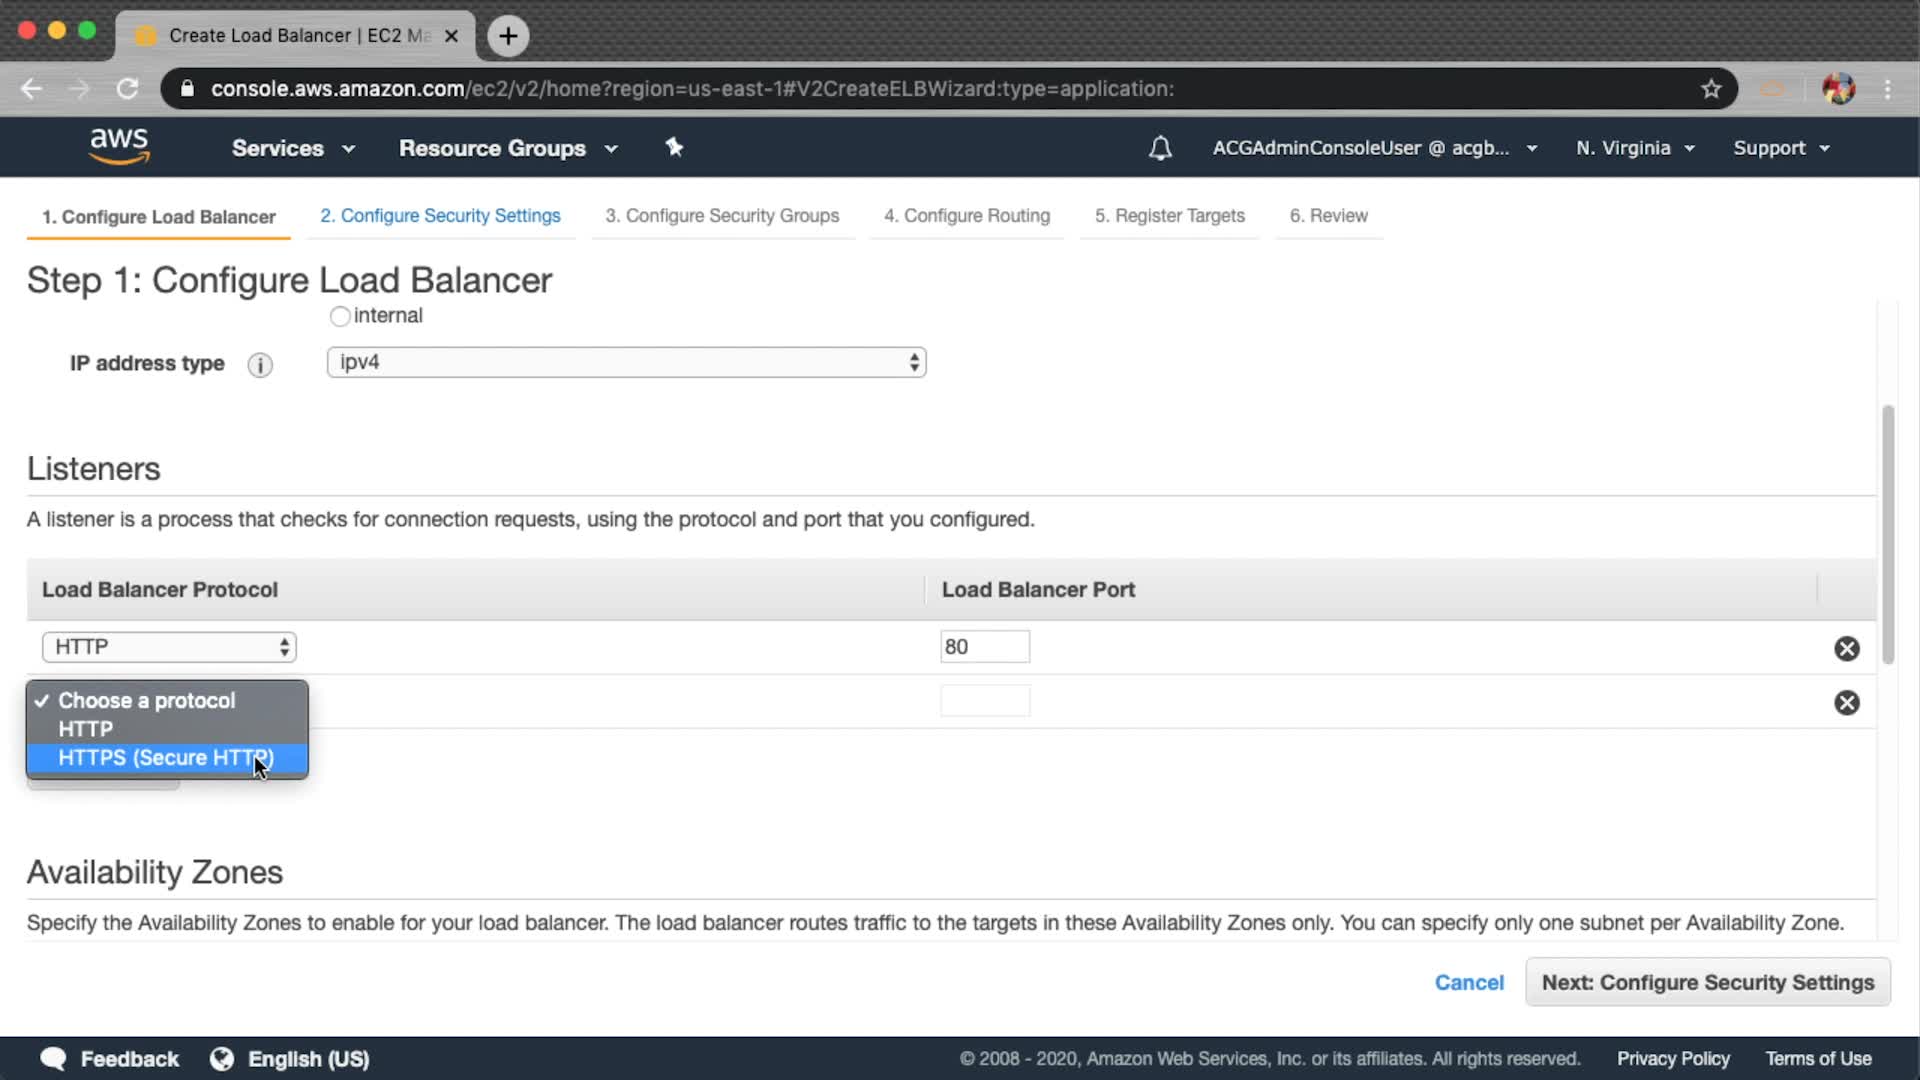 Create Load Balancer | EC2 Ma
console.aws.amazon.com/ec2/v2/home?region=us-east-1#V2CreateELBWizard:type=application:
aws Services Resource Groups ACGAdminConsoleUser @ acgb... N. Virginia Support
1. Configure Load Balancer 2. Configure Security Settings 3. Configure Security Groups 4. Configure Routing 5. Register Targets 6. Review
Step 1: Configure Load Balancer
internal
IP address type i ipv4
Listeners
A listener is a process that checks for connection requests, using the protocol and port that you configured.
Load Balancer Protocol Load Balancer Port
HTTP 80
Choose a protocol
HTTP
HTTPS (Secure HTTP)
Availability Zones
Specify the Availability Zones to enable for your load balancer. The load balancer routes traffic to the targets in these Availability Zones only. You can specify only one subnet per Availability Zone.
Cancel Next: Configure Security Settings
Feedback English (US) © 2008 - 2020, Amazon Web Services, Inc. or its affiliates. All rights reserved. Privacy Policy Terms of Use